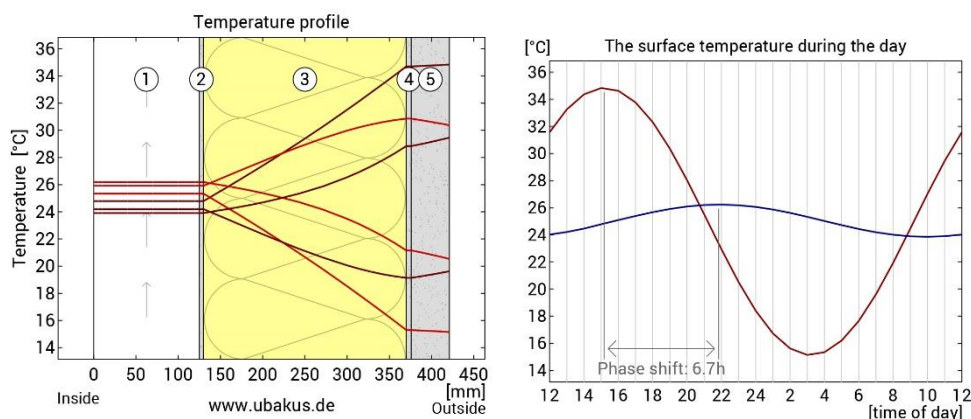 Temperature profile
Temperature [°C]
36
34
32
30
28
26
24
22
20
18
16
14
1
2
3
4
5
0 50 100 150 200 250 300 350 400 450
[mm]
Inside www.ubakus.de Outside
The surface temperature during the day
[°C]
36
34
32
30
28
26
24
22
20
18
16
14
Phase shift: 6.7h
12 14 16 18 20 22 2 4 6 8 10 12
[time of day]